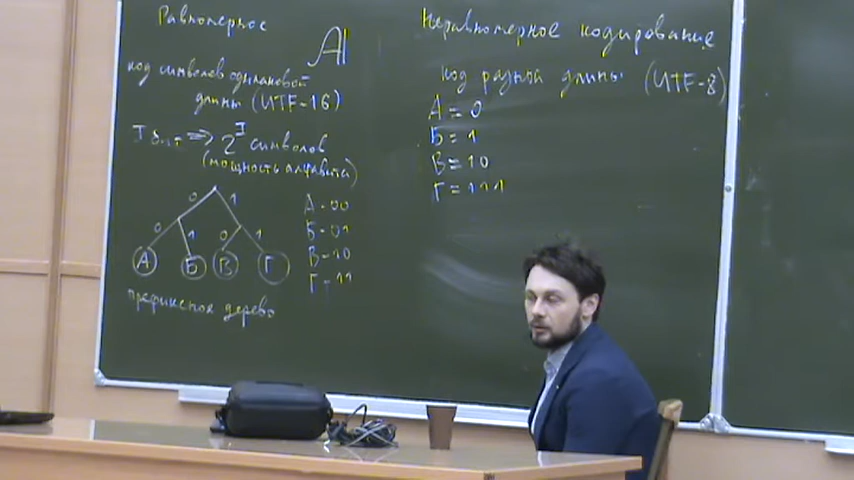 Равномерное
AI
код символов одинаковой
длины (UTF-16)
I бит => 2^I символов
(мощность алфавита)
0 1
0 1 0 1
А Б В Г
А - 00
Б - 01
В - 10
Г - 11
префиксное дерево
Неравномерное кодирование
код разной длины (UTF-8)
А = 0
Б = 1
В = 10
Г = 111